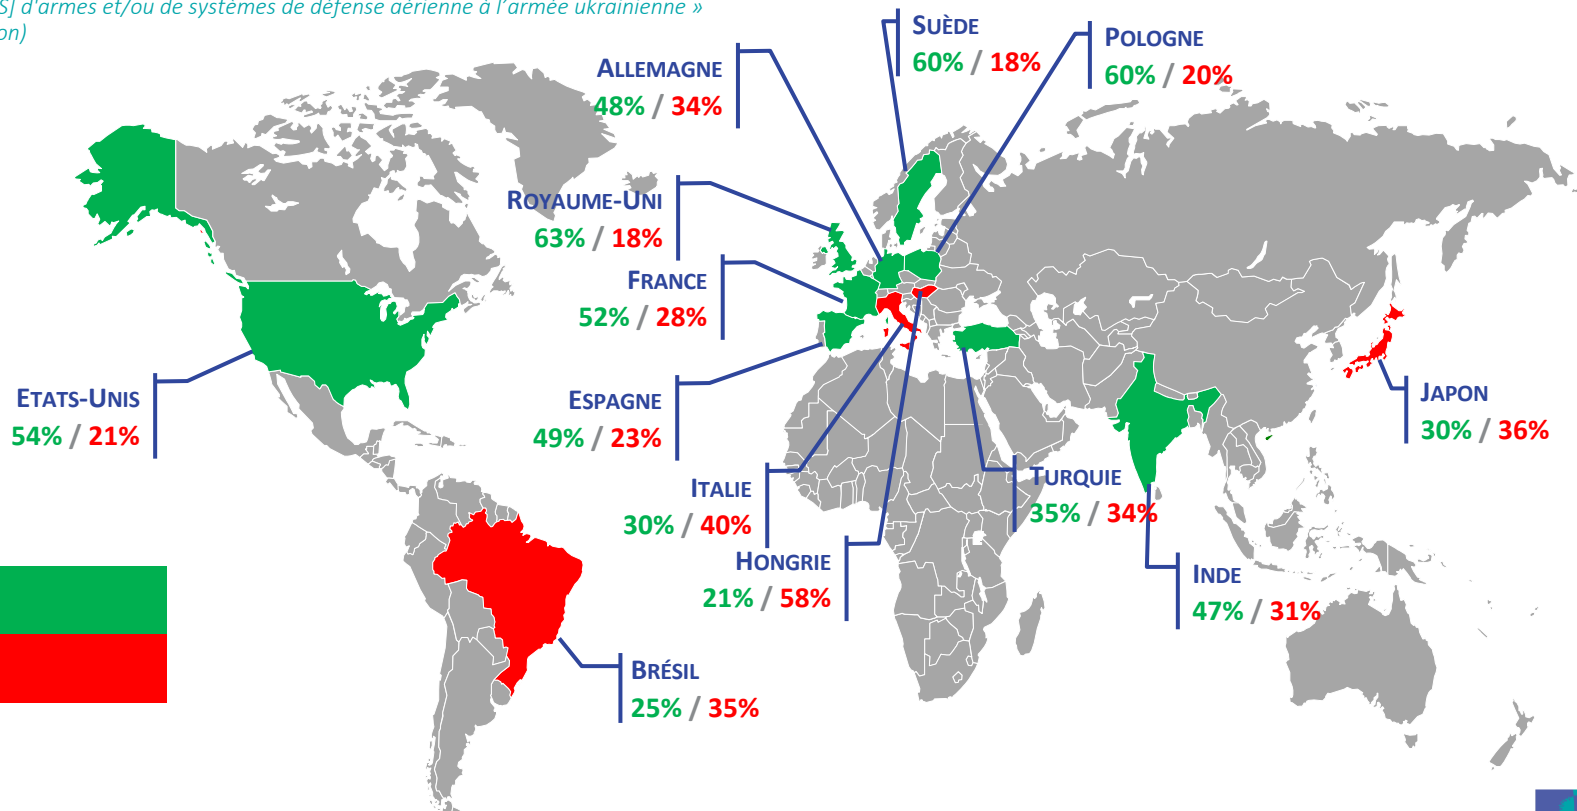 d'armes et/ou de systèmes de défense aérienne à l'armée ukrainienne »
SUÈDE
60% / 18%
POLOGNE
60% / 20%
ALLEMAGNE
48% / 34%
ROYAUME-UNI
63% / 18%
FRANCE
52% / 28%
ETATS-UNIS
54% / 21%
ESPAGNE
49% / 23%
JAPON
30% / 36%
ITALIE
30% / 40%
TURQUIE
35% / 34%
HONGRIE
21% / 58%
INDE
47% / 31%
BRÉSIL
25% / 35%